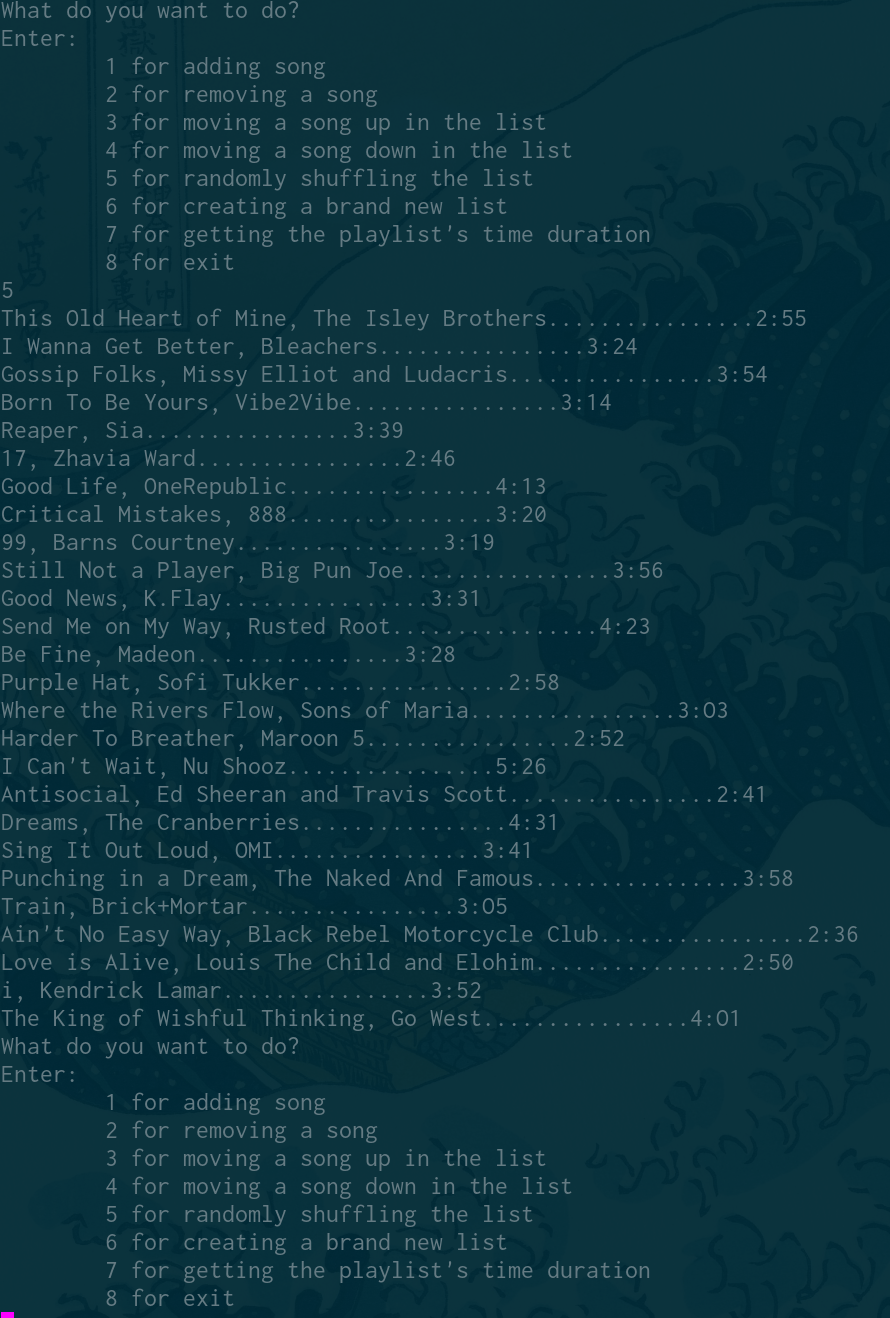 What do you want to do?
Enter:
1 for adding song
2 for removing a song
3 for moving a song up in the list
4 for moving a song down in the list
5 for randomly shuffling the list
6 for creating a brand new list
7 for getting the playlist's time duration
8 for exit
5
This Old Heart of Mine, The Isley Brothers................2:55
I Wanna Get Better, Bleachers................3:24
Gossip Folks, Missy Elliot and Ludacris................3:54
Born To Be Yours, Vibe2Vibe................3:14
Reaper, Sia................3:39
17, Zhavia Ward................2:46
Good Life, OneRepublic................4:13
Critical Mistakes, 888................3:20
99, Barns Courtney................3:19
Still Not a Player, Big Pun Joe................3:56
Good News, K.Flay................3:31
Send Me on My Way, Rusted Root................4:23
Be Fine, Madeon................3:28
Purple Hat, Sofi Tukker................2:58
Where the Rivers Flow, Sons of Maria................3:03
Harder To Breather, Maroon 5................2:52
I Can't Wait, Nu Shooz................5:26
Antisocial, Ed Sheeran and Travis Scott................2:41
Dreams, The Cranberries................4:31
Sing It Out Loud, OMI................3:41
Punching in a Dream, The Naked And Famous................3:58
Train, Brick+Mortar................3:05
Ain't No Easy Way, Black Rebel Motorcycle Club................2:36
Love is Alive, Louis The Child and Elohim................2:50
i, Kendrick Lamar................3:52
The King of Wishful Thinking, Go West................4:01
What do you want to do?
Enter:
1 for adding song
2 for removing a song
3 for moving a song up in the list
4 for moving a song down in the list
5 for randomly shuffling the list
6 for creating a brand new list
7 for getting the playlist's time duration
8 for exit